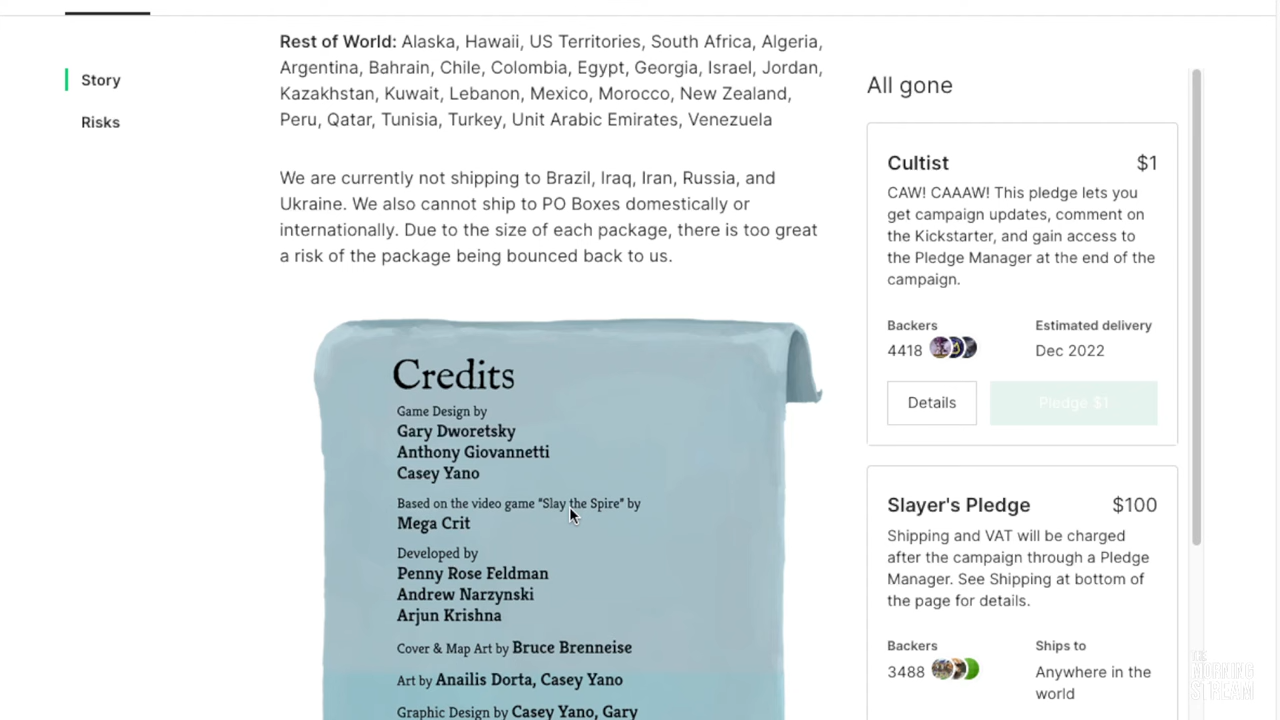 Story
Risks
Rest of World: Alaska, Hawaii, US Territories, South Africa, Algeria,
Argentina, Bahrain, Chile, Colombia, Egypt, Georgia, Israel, Jordan,
Kazakhstan, Kuwait, Lebanon, Mexico, Morocco, New Zealand,
Peru, Qatar, Tunisia, Turkey, Unit Arabic Emirates, Venezuela
We are currently not shipping to Brazil, Iraq, Iran, Russia, and
Ukraine. We also cannot ship to PO Boxes domestically or
internationally. Due to the size of each package, there is too great
a risk of the package being bounced back to us.
Credits
Game Design by
Gary Dworetsky
Anthony Giovannetti
Casey Yano
Based on the video game "Slay the Spire" by
Mega Crit
Developed by
Penny Rose Feldman
Andrew Narzynski
Arjun Krishna
Cover & Map Art by Bruce Brenneise
Art by Anailis Dorta, Casey Yano
Graphic Design by Casey Yano, Gary
All gone
Cultist $1
CAW! CAAAW! This pledge lets you
get campaign updates, comment on
the Kickstarter, and gain access to
the Pledge Manager at the end of the
campaign.
Backers Estimated delivery
4418 Dec 2022
Details Pledge $1
Slayer's Pledge $100
Shipping and VAT will be charged
after the campaign through a Pledge
Manager. See Shipping at bottom of
the page for details.
Backers Ships to
3488 Anywhere in the
world
THE
MORNING
STREAM